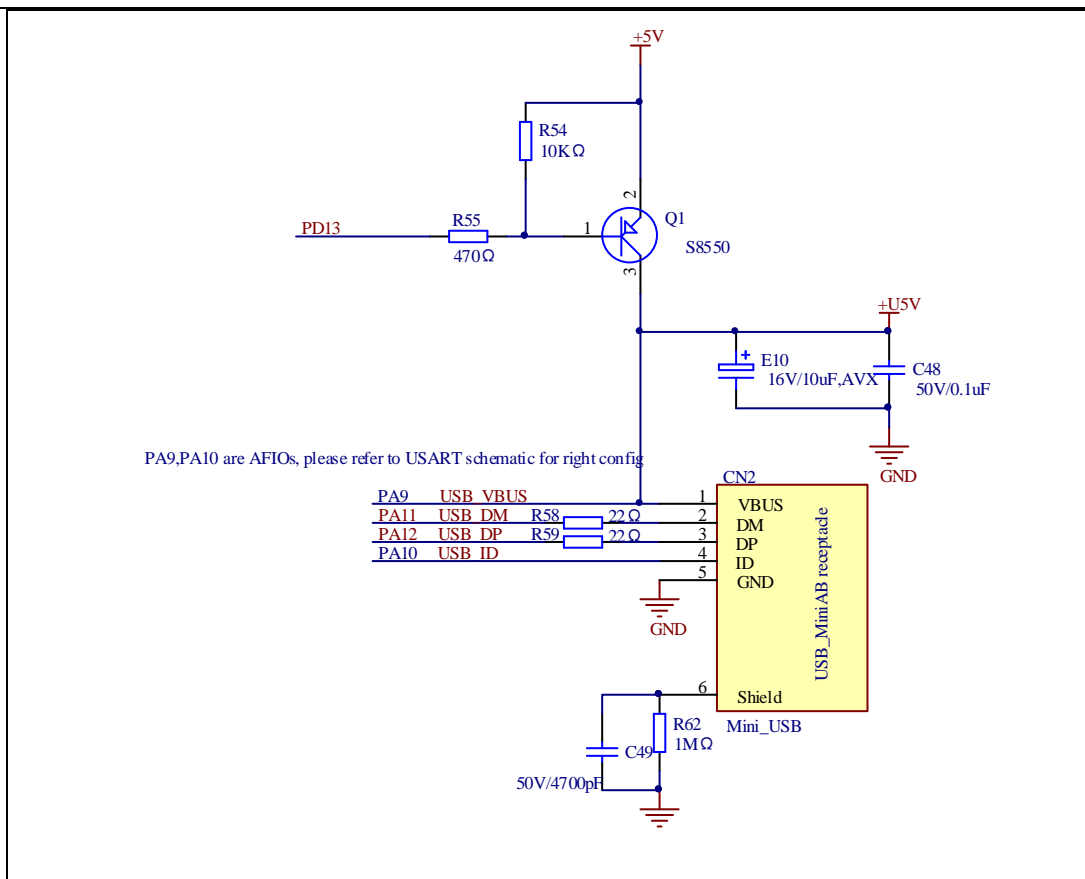 +5V
R54
10KΩ
2
PD13
R55
470Ω
1
Q1
S8550
3
+U5V
E10
16V/10uF,AVX
+
C48
50V/0.1uF
GND
PA9,PA10 are AFIOs, please refer to USART schematic for right config
CN2
PA9 USB_VBUS 1 VBUS
PA11 USB_DM R58 22Ω 2 DM
PA12 USB_DP R59 22Ω 3 DP
PA10 USB_ID 4 ID
5 GND
GND
USB_MiniAB receptacle
6 Shield
Mini_USB
R62
1MΩ
C49
50V/4700pF